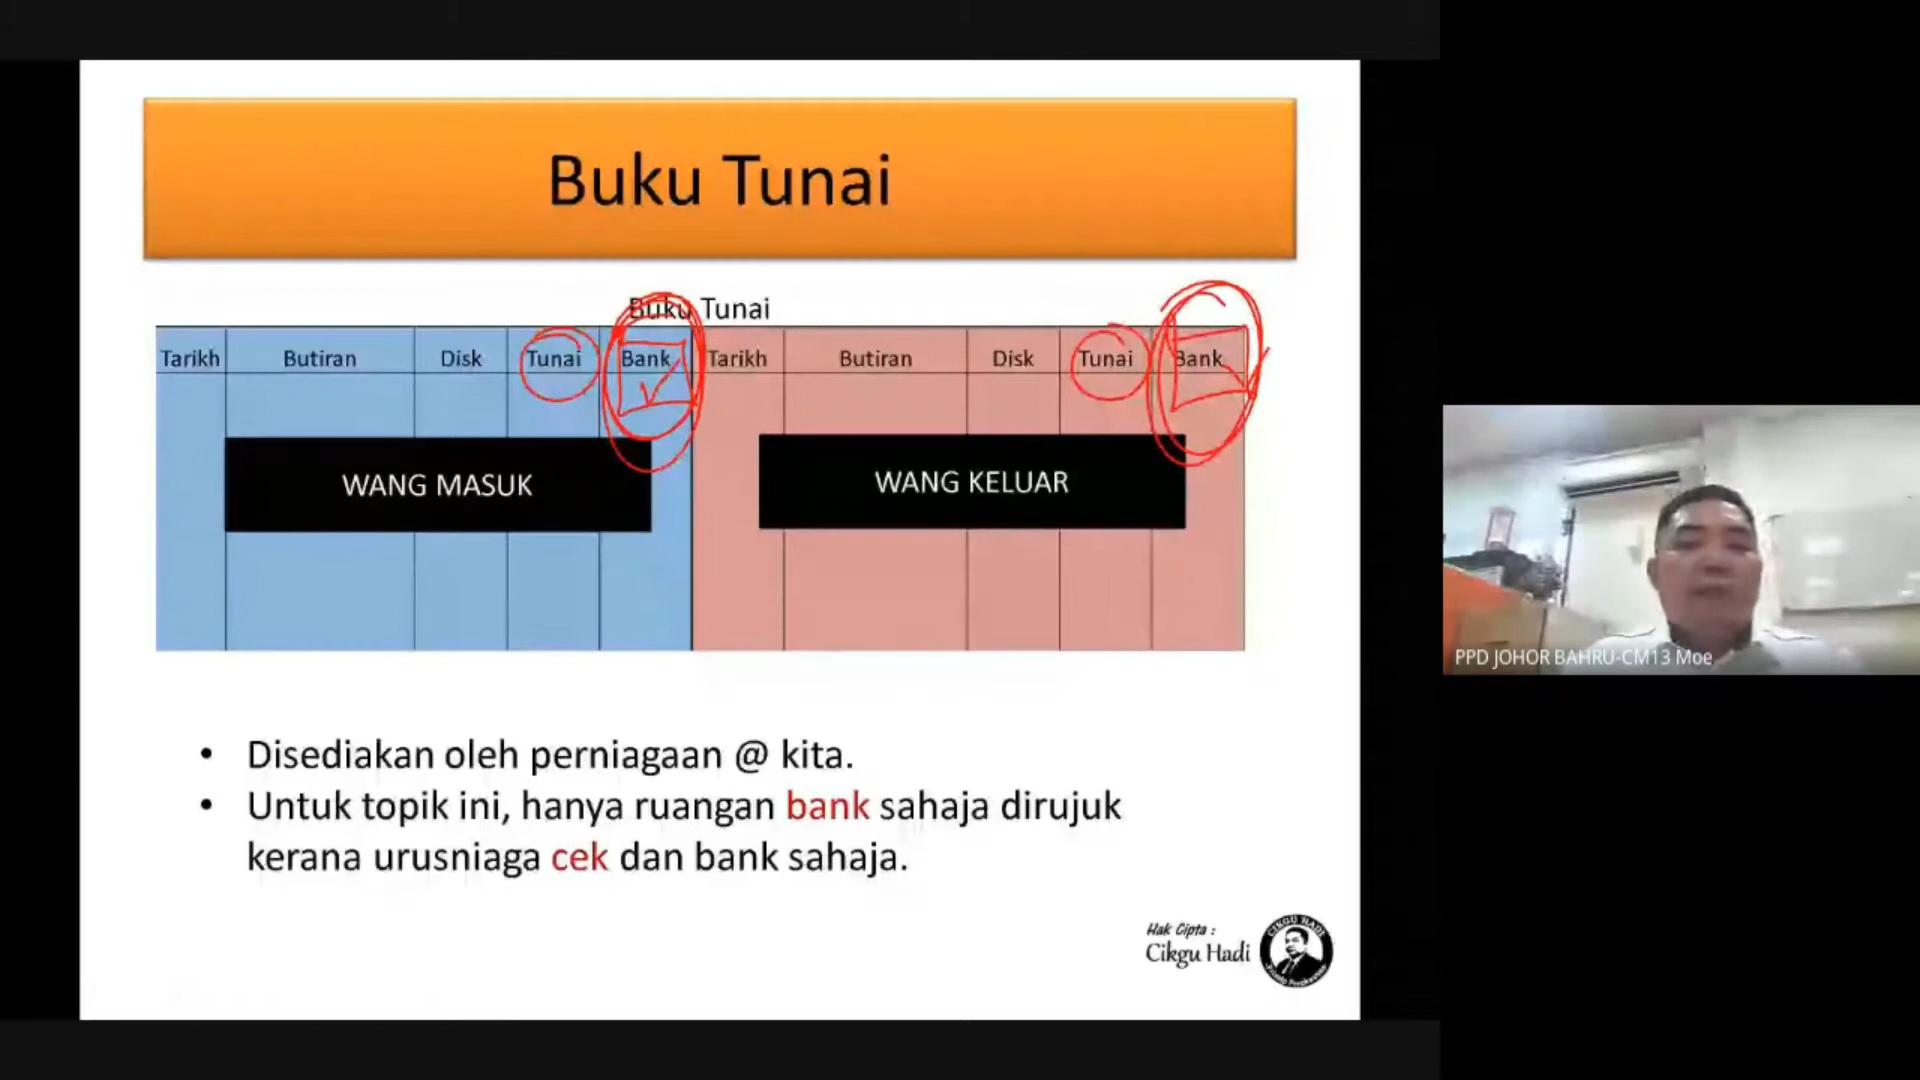 Buku Tunai
Buku Tunai
Tarikh Butiran Disk Tunai Bank Tarikh Butiran Disk Tunai Bank
WANG MASUK WANG KELUAR
• Disediakan oleh perniagaan @ kita.
• Untuk topik ini, hanya ruangan bank sahaja dirujuk
kerana urusniaga cek dan bank sahaja.
Hak Cipta :
Cikgu Hadi
CIKGU HADI
PPD JOHOR BAHRU-CM13 Moe